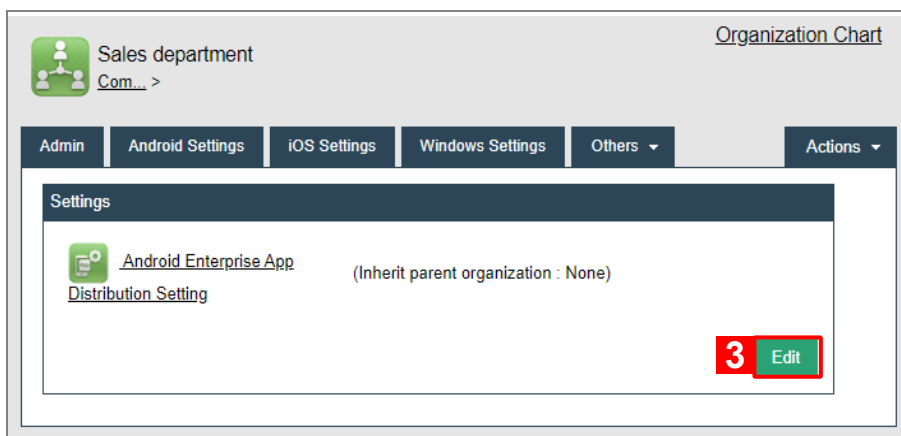 Organization Chart
Sales department
Com... >
Admin
Android Settings
iOS Settings
Windows Settings
Others
Actions
Settings
Android Enterprise App
Distribution Setting
(Inherit parent organization : None)
3
Edit